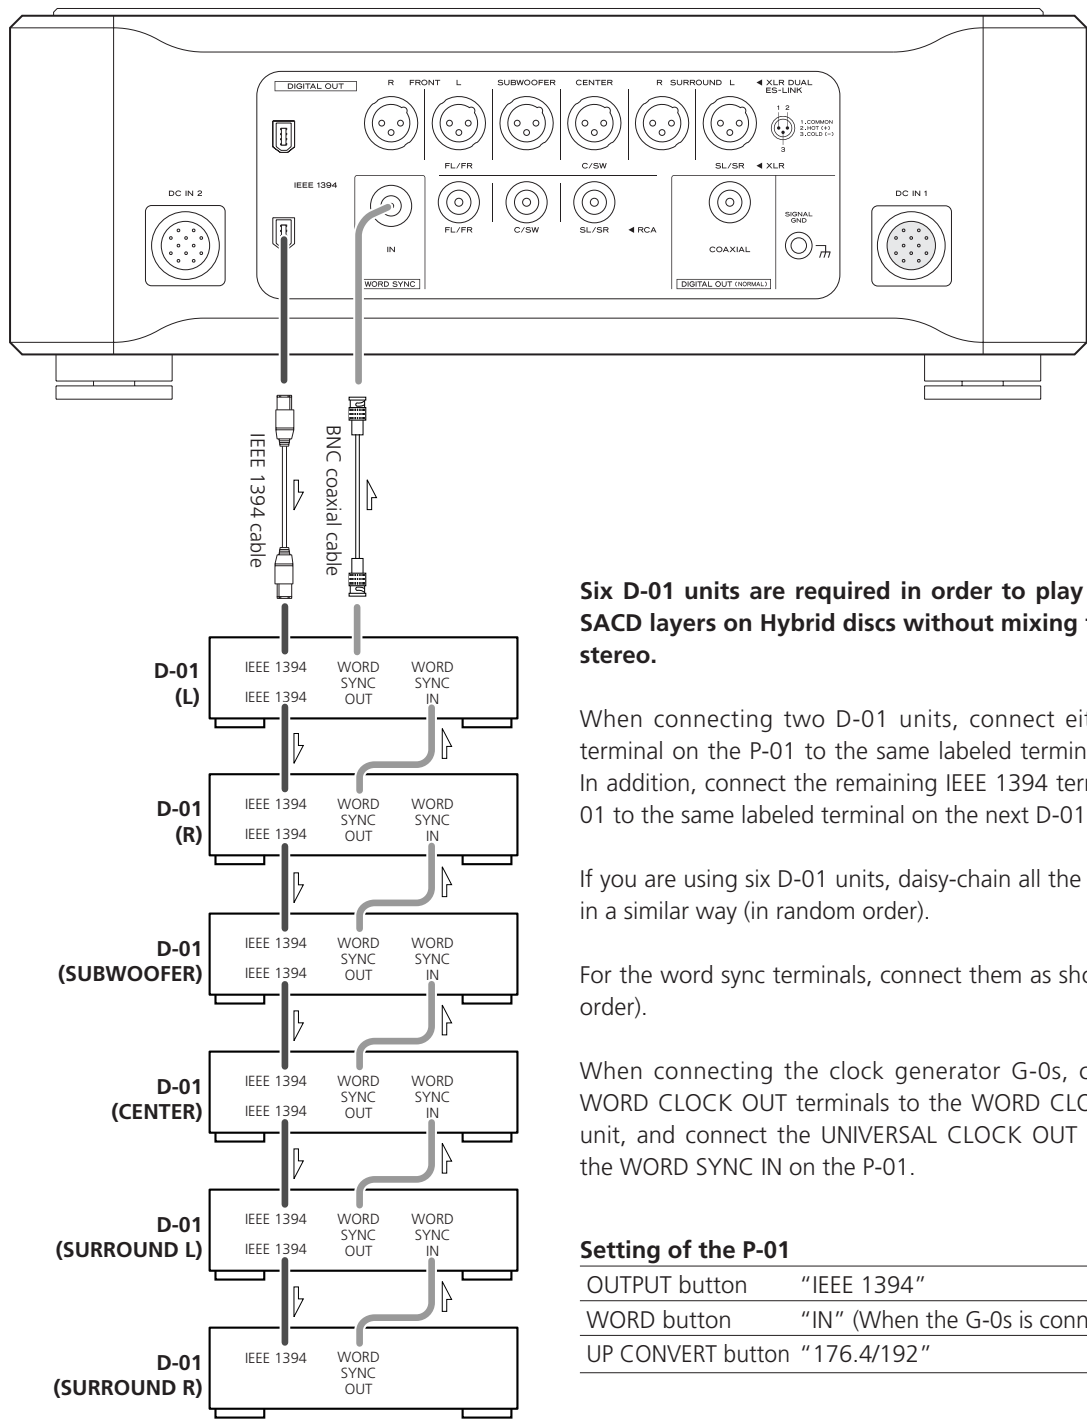 DIGITAL OUT
R FRONT L
SUBWOOFER
CENTER
R SURROUND L
◄ XLR DUAL
ES-LINK
1 2
1.COMMON
2.HOT (+)
3.COLD (–)
3
FL/FR
C/SW
SL/SR
◄ XLR
DC IN 2
IEEE 1394
DC IN 1
SIGNAL
GND
FL/FR
C/SW
SL/SR
◄ RCA
IN
COAXIAL
WORD SYNC
DIGITAL OUT (NORMAL)
IEEE 1394 cable
BNC coaxial cable
D-01
(L)
IEEE 1394
IEEE 1394
WORD
SYNC
OUT
WORD
SYNC
IN
D-01
(R)
IEEE 1394
IEEE 1394
WORD
SYNC
OUT
WORD
SYNC
IN
D-01
(SUBWOOFER)
IEEE 1394
IEEE 1394
WORD
SYNC
OUT
WORD
SYNC
IN
D-01
(CENTER)
IEEE 1394
IEEE 1394
WORD
SYNC
OUT
WORD
SYNC
IN
D-01
(SURROUND L)
IEEE 1394
IEEE 1394
WORD
SYNC
OUT
WORD
SYNC
IN
D-01
(SURROUND R)
IEEE 1394
WORD
SYNC
OUT
Six D-01 units are required in order to play
SACD layers on Hybrid discs without mixing
stereo.
When connecting two D-01 units, connect
terminal on the P-01 to the same labeled
In addition, connect the remaining IEEE 1394
01 to the same labeled terminal on the next D-01
If you are using six D-01 units, daisy-chain all the
in a similar way (in random order).
For the word sync terminals, connect them as
order).
When connecting the clock generator G-0s,
WORD CLOCK OUT terminals to the WORD
unit, and connect the UNIVERSAL CLOCK OUT
the WORD SYNC IN on the P-01.
Setting of the P-01
OUTPUT button “IEEE 1394”
WORD button “IN” (When the G-0s is
UP CONVERT button “176.4/192”